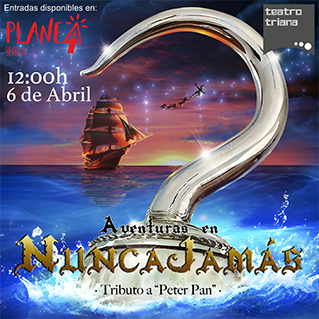 Entradas disponibles en:
PLANEA
teatro
triana
12:00h
6 de Abril
Aventuras en
NuncaJamás
· Tributo a "Peter Pan" ·